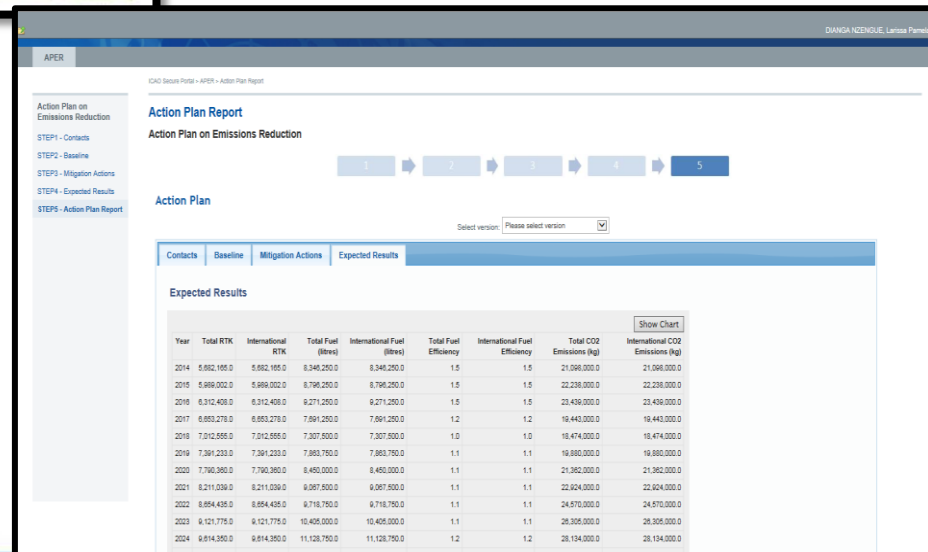 DIANGA NZENGUE, Larissa Pamela
APER
ICAO Secure Portal » APER » Action Plan Report
Action Plan on
Emissions Reduction
STEP1 - Contacts
STEP2 - Baseline
STEP3 - Mitigation Actions
STEP4 - Expected Results
STEP5 - Action Plan Report
Action Plan Report
Action Plan on Emissions Reduction
1 2 3 4 5
Action Plan
Select version: Please select version
Contacts Baseline Mitigation Actions Expected Results
Expected Results
Show Chart
Year Total RTK International RTK Total Fuel (litres) International Fuel (litres) Total Fuel Efficiency International Fuel Efficiency Total CO2 Emissions (kg) International CO2 Emissions (kg)
2014 5,682,165.0 5,682,165.0 8,346,250.0 8,346,250.0 1.5 1.5 21,098,000.0 21,098,000.0
2015 5,989,002.0 5,989,002.0 8,796,250.0 8,796,250.0 1.5 1.5 22,238,000.0 22,238,000.0
2016 6,312,408.0 6,312,408.0 9,271,250.0 9,271,250.0 1.5 1.5 23,439,000.0 23,439,000.0
2017 6,653,278.0 6,653,278.0 7,691,250.0 7,691,250.0 1.2 1.2 19,443,000.0 19,443,000.0
2018 7,012,555.0 7,012,555.0 7,307,500.0 7,307,500.0 1.0 1.0 18,474,000.0 18,474,000.0
2019 7,391,233.0 7,391,233.0 7,863,750.0 7,863,750.0 1.1 1.1 19,880,000.0 19,880,000.0
2020 7,790,360.0 7,790,360.0 8,450,000.0 8,450,000.0 1.1 1.1 21,362,000.0 21,362,000.0
2021 8,211,039.0 8,211,039.0 9,067,500.0 9,067,500.0 1.1 1.1 22,924,000.0 22,924,000.0
2022 8,654,435.0 8,654,435.0 9,718,750.0 9,718,750.0 1.1 1.1 24,570,000.0 24,570,000.0
2023 9,121,775.0 9,121,775.0 10,405,000.0 10,405,000.0 1.1 1.1 26,305,000.0 26,305,000.0
2024 9,614,350.0 9,614,350.0 11,128,750.0 11,128,750.0 1.2 1.2 28,134,000.0 28,134,000.0